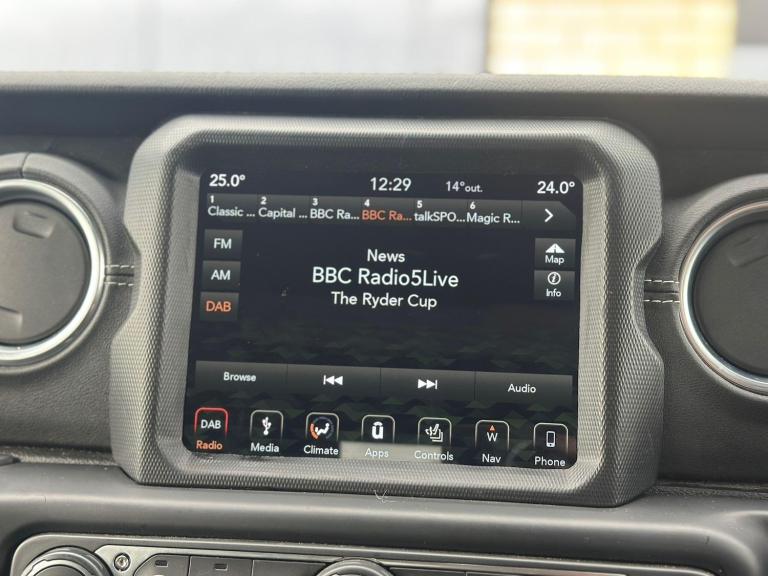 25.0° 12:29 14°out. 24.0°
1 2 3 4 5 6
Classic ... Capital ... BBC Ra... BBC Ra... talkSPO... Magic R...
FM
AM
DAB
News
BBC Radio5Live
The Ryder Cup
Map
Info
Browse
Audio
DAB W
Radio Media Climate Apps Controls Nav Phone